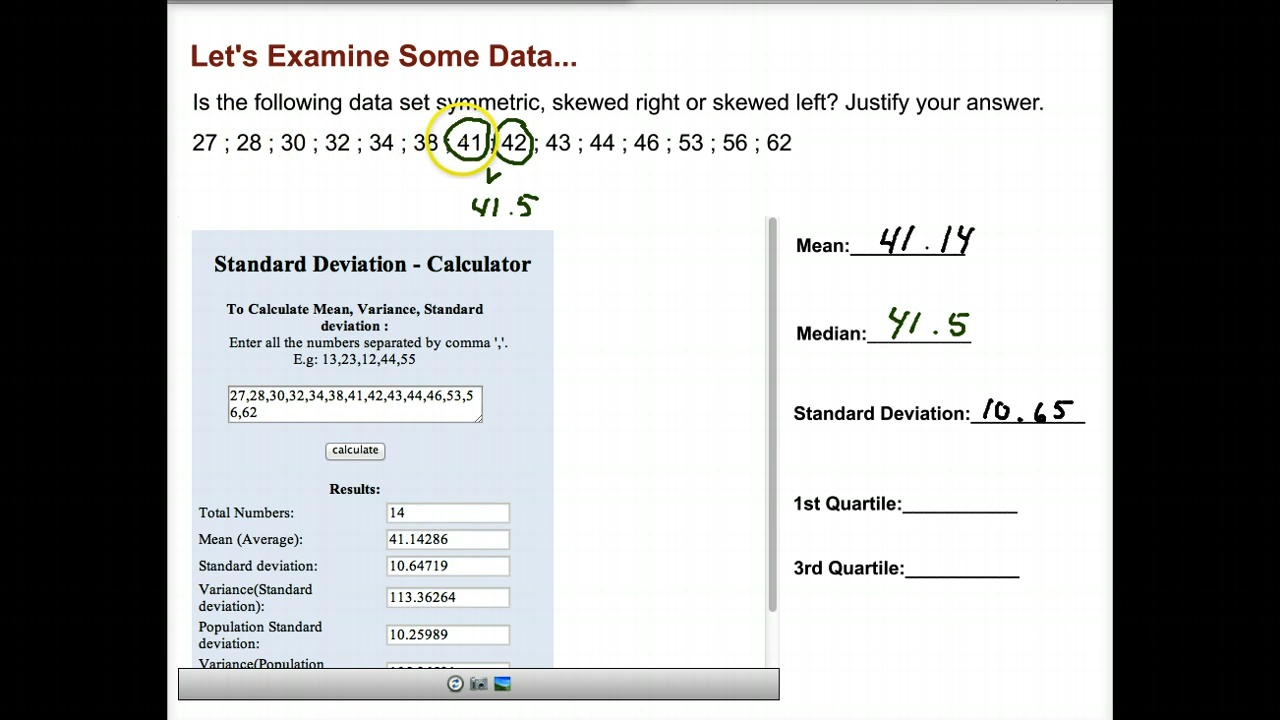 Let's Examine Some Data...
Is the following data set symmetric, skewed right or skewed left? Justify your answer.
27 ; 28 ; 30 ; 32 ; 34 ; 38 ; 41 ; 42 ; 43 ; 44 ; 46 ; 53 ; 56 ; 62
41.5
Standard Deviation - Calculator
To Calculate Mean, Variance, Standard
deviation :
Enter all the numbers separated by comma ','.
E.g: 13,23,12,44,55
27,28,30,32,34,38,41,42,43,44,46,53,5
6,62
calculate
Results:
Total Numbers: 14
Mean (Average): 41.14286
Standard deviation: 10.64719
Variance(Standard
deviation): 113.36264
Population Standard
deviation: 10.25989
Variance(Population
Mean: 41.14
Median: 41.5
Standard Deviation: 10.65
1st Quartile:
3rd Quartile: